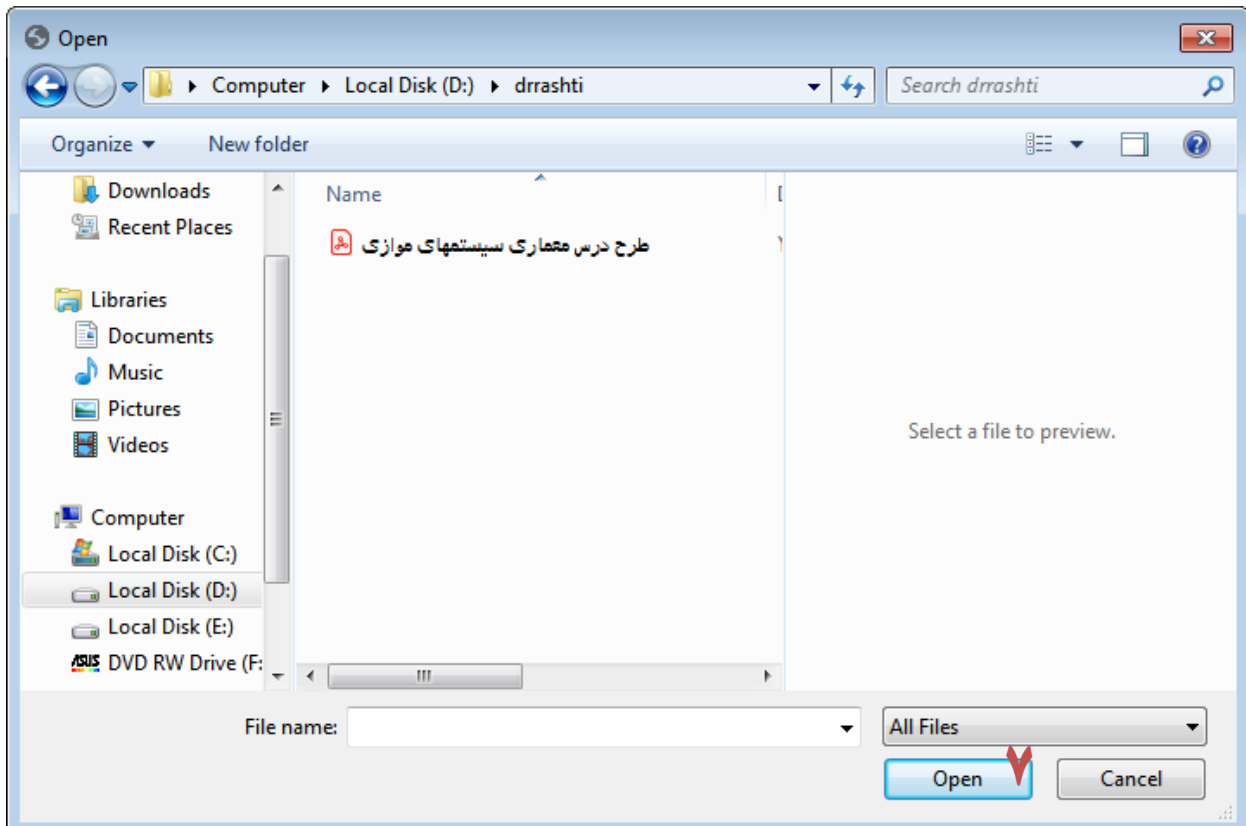 Open
Computer ▸ Local Disk (D:) ▸ drrashti
Search drrashti
Organize
New folder
Downloads
Recent Places
Libraries
Documents
Music
Pictures
Videos
Computer
Local Disk (C:)
Local Disk (D:)
Local Disk (E:)
ASUS DVD RW Drive (F:
Name
طرح درس معماری سیستمهای موازی
Select a file to preview.
File name:
All Files
Open
Cancel